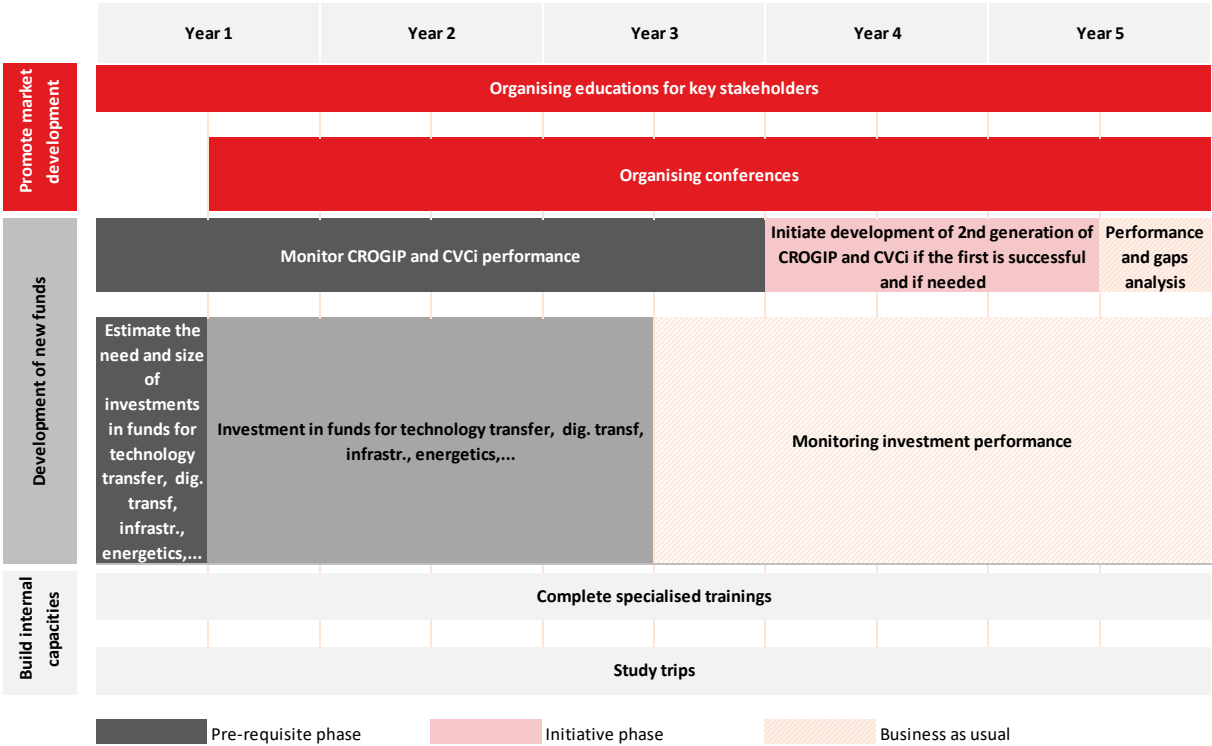 Year 1
Year 2
Year 3
Year 4
Year 5
Promote market
development
Organising educations for key stakeholders
Organising conferences
Development of new funds
Monitor CROGIP and CVCi performance
Initiate development of 2nd generation of
CROGIP and CVCi if the first is successful
and if needed
Performance
and gaps
analysis
Estimate the
need and size
of
investments
in funds for
technology
transfer, dig.
transf,
infrastr.,
energetics,...
Investment in funds for technology transfer, dig. transf,
infrastr., energetics,...
Monitoring investment performance
Build internal
capacities
Complete specialised trainings
Study trips
Pre-requisite phase
Initiative phase
Business as usual